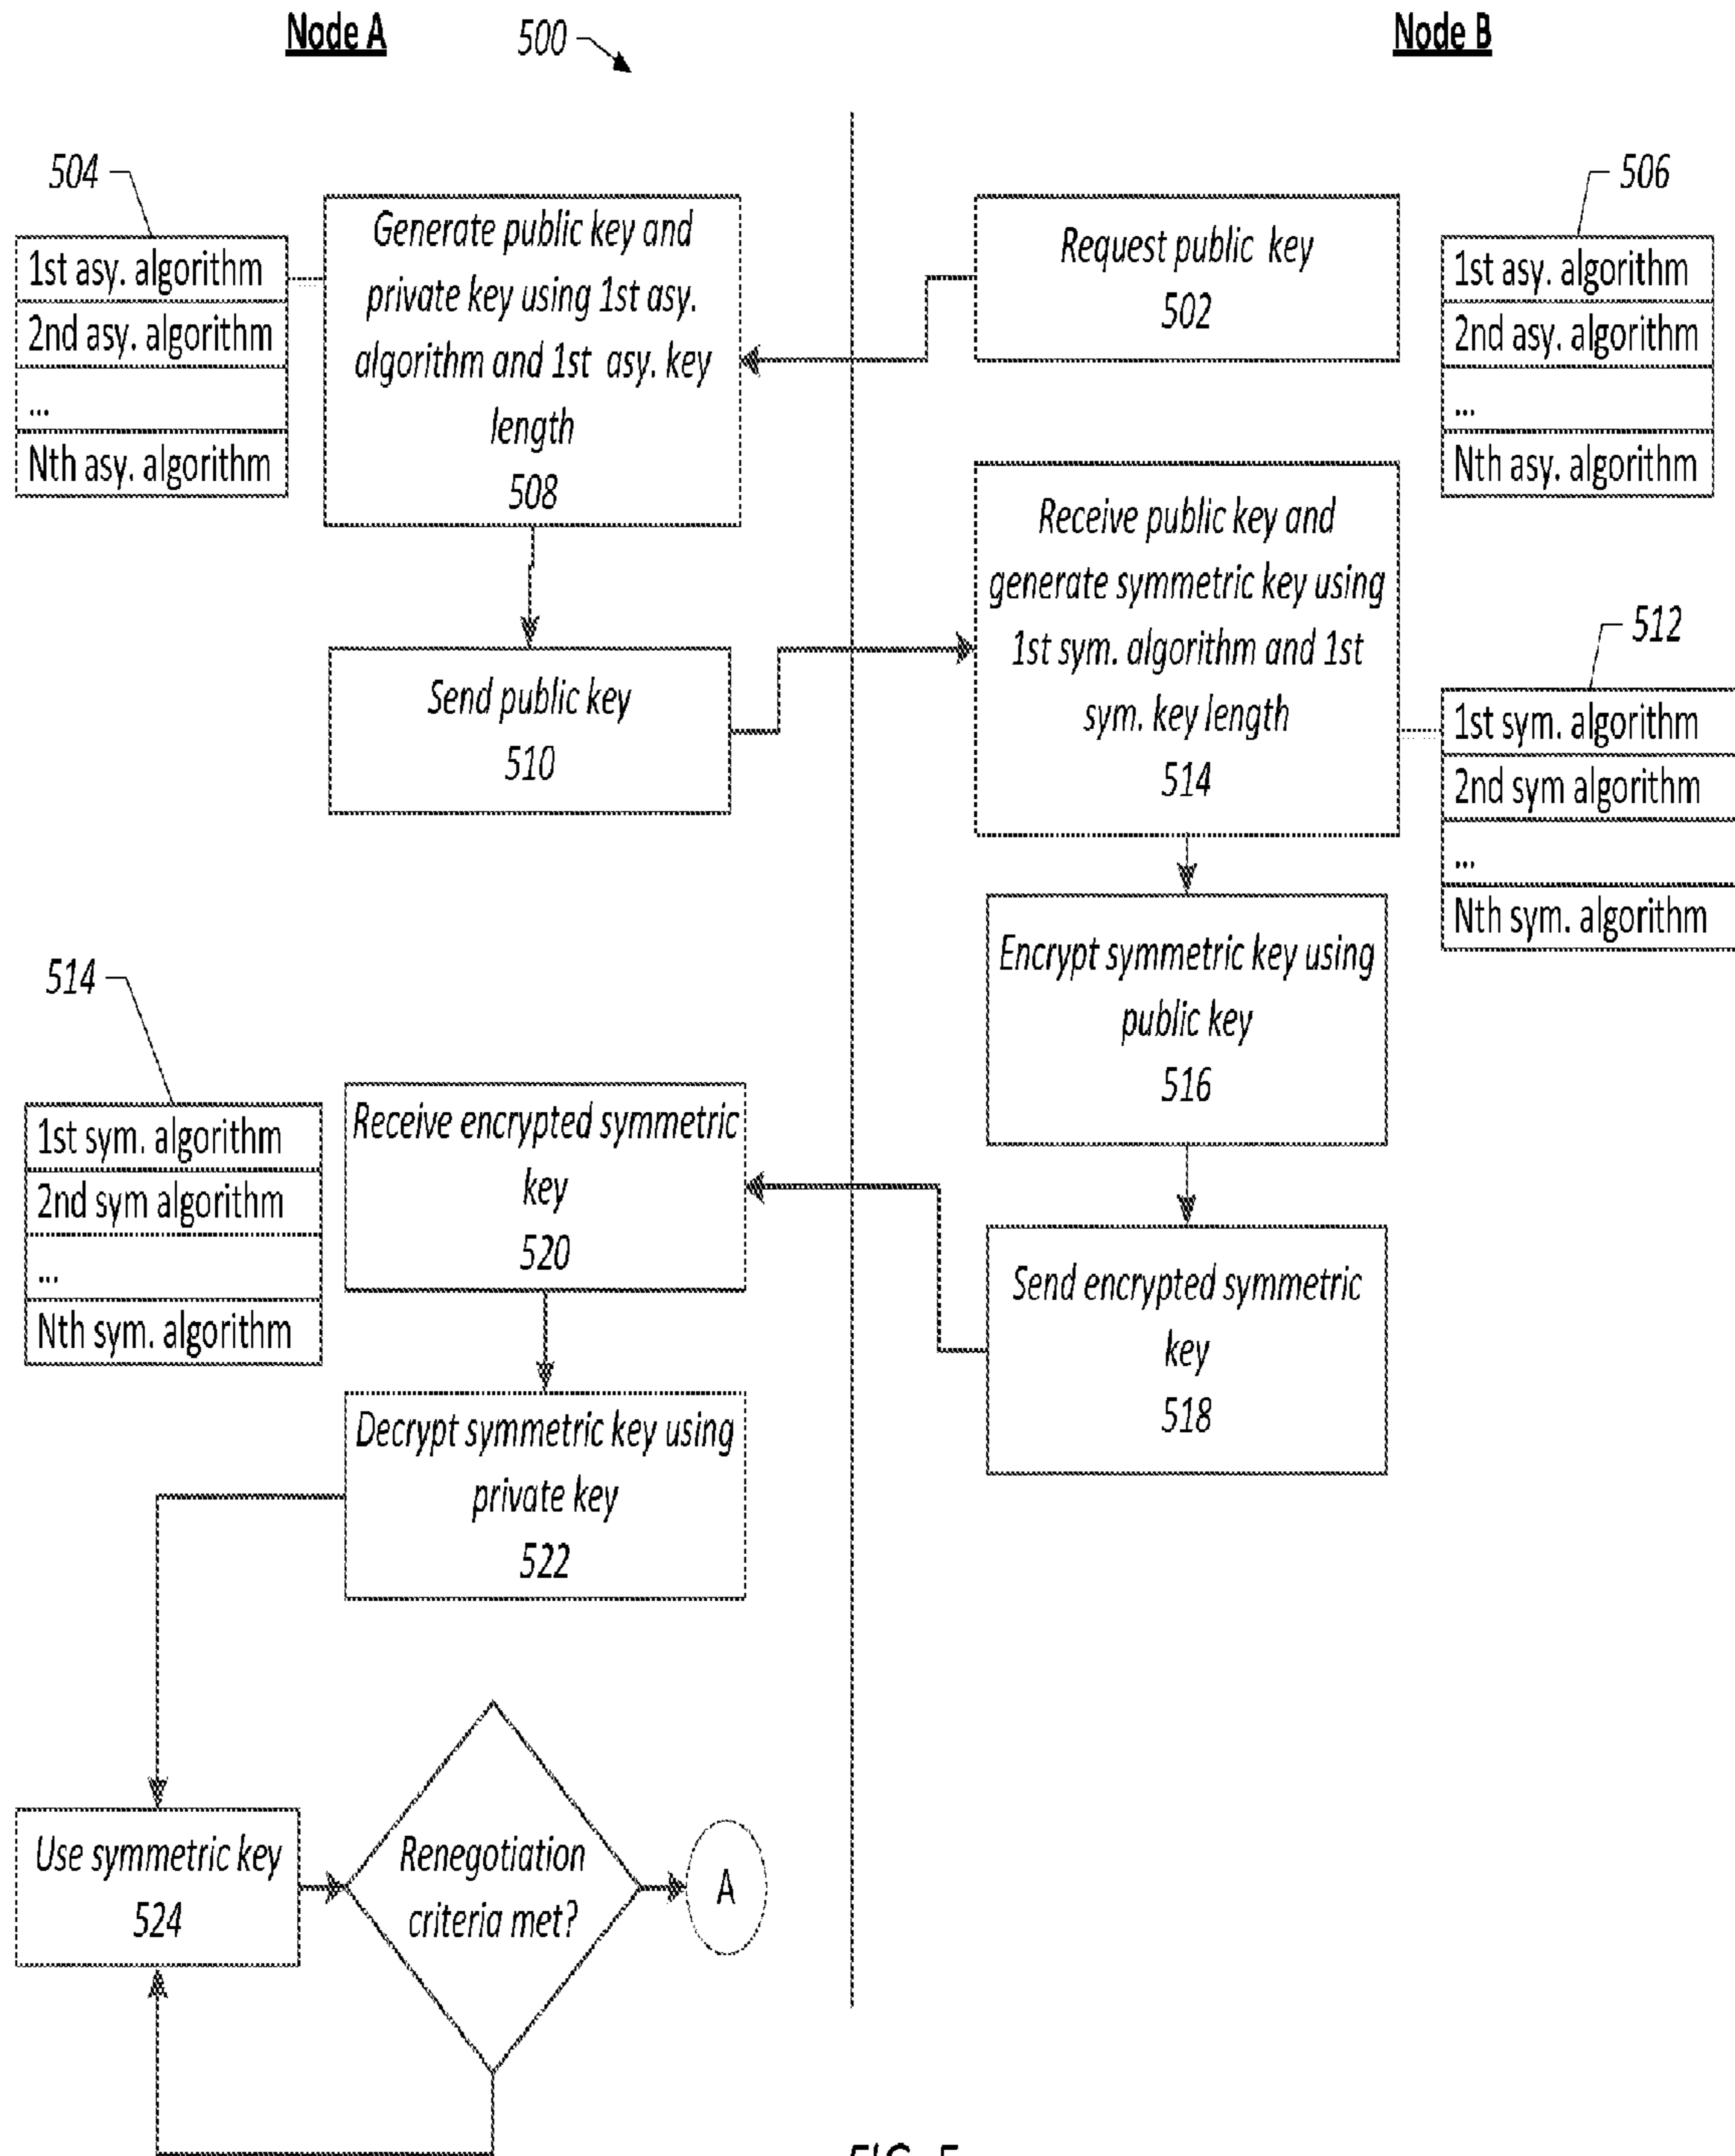 Node A
500
Node B
504
1st asy. algorithm
2nd asy. algorithm
...
Nth asy. algorithm
Generate public key and
private key using 1st asy.
algorithm and 1st asy. key
length
508
Request public key
502
506
1st asy. algorithm
2nd asy. algorithm
...
Nth asy. algorithm
Send public key
510
Receive public key and
generate symmetric key using
1st sym. algorithm and 1st
sym. key length
514
512
1st sym. algorithm
2nd sym algorithm
...
Nth sym. algorithm
Encrypt symmetric key using
public key
516
514
1st sym. algorithm
2nd sym algorithm
...
Nth sym. algorithm
Receive encrypted symmetric
key
520
Send encrypted symmetric
key
518
Decrypt symmetric key using
private key
522
Use symmetric key
524
Renegotiation
criteria met?
A